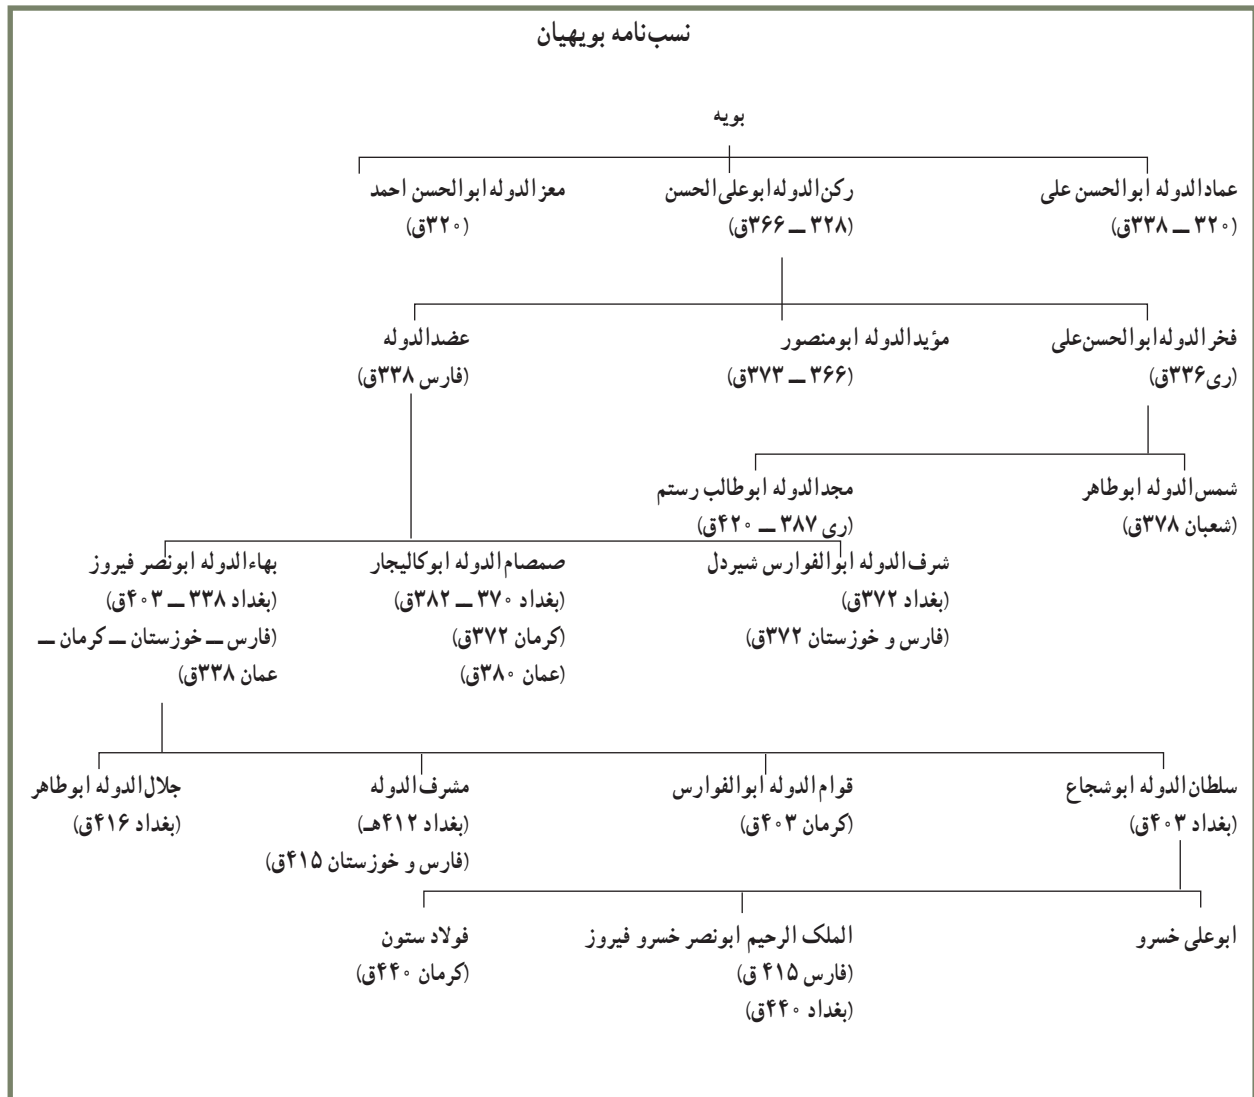 نسب‌نامه بویهیان
بویه
عمادالدوله ابوالحسن علی
(۳۲۰ ــ ۳۳۸ق)
رکن‌الدوله ابوعلی‌الحسن
(۳۲۸ ــ ۳۶۶ق)
معزالدوله ابوالحسن احمد
(۳۲۰ق)
فخرالدوله ابوالحسن‌علی
(ری ۳۳۶ق)
مؤیدالدوله ابومنصور
(۳۶۶ ــ ۳۷۳ق)
عضدالدوله
(فارس ۳۳۸ق)
شمس‌الدوله ابوطاهر
(شعبان ۳۷۸ق)
مجدالدوله ابوطالب رستم
(ری ۳۸۷ ــ ۴۲۰ق)
شرف‌الدوله ابوالفوارس شیردل
(بغداد ۳۷۲ق)
(فارس و خوزستان ۳۷۲ق)
صمصام‌الدوله ابوکالیجار
(بغداد ۳۷۰ ــ ۳۸۲ق)
(کرمان ۳۷۲ق)
(عمان ۳۸۰ق)
بهاءالدوله ابونصر فیروز
(بغداد ۳۳۸ ــ ۴۰۳ق)
(فارس ــ خوزستان ــ کرمان ــ
عمان ۳۳۸ق)
سلطان‌الدوله ابوشجاع
(بغداد ۴۰۳ق)
قوام‌الدوله ابوالفوارس
(کرمان ۴۰۳ق)
مشرف‌الدوله
(بغداد ۴۱۲هـ)
(فارس و خوزستان ۴۱۵ق)
جلال‌الدوله ابوطاهر
(بغداد ۴۱۶ق)
ابوعلی خسرو
الملک الرحیم ابونصر خسرو فیروز
(فارس ۴۱۵ ق)
(بغداد ۴۴۰ق)
فولاد ستون
(کرمان ۴۴۰ق)